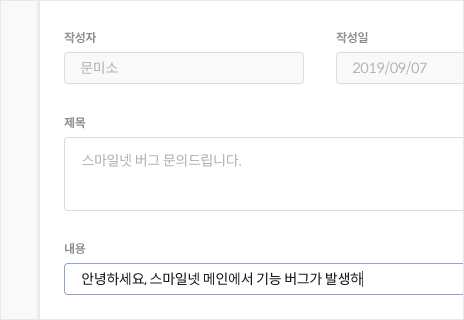 작성자
작성일
문미소
2019/09/07
제목
스마일넷 버그 문의드립니다.
내용
안녕하세요, 스마일넷 메인에서 기능 버그가 발생해